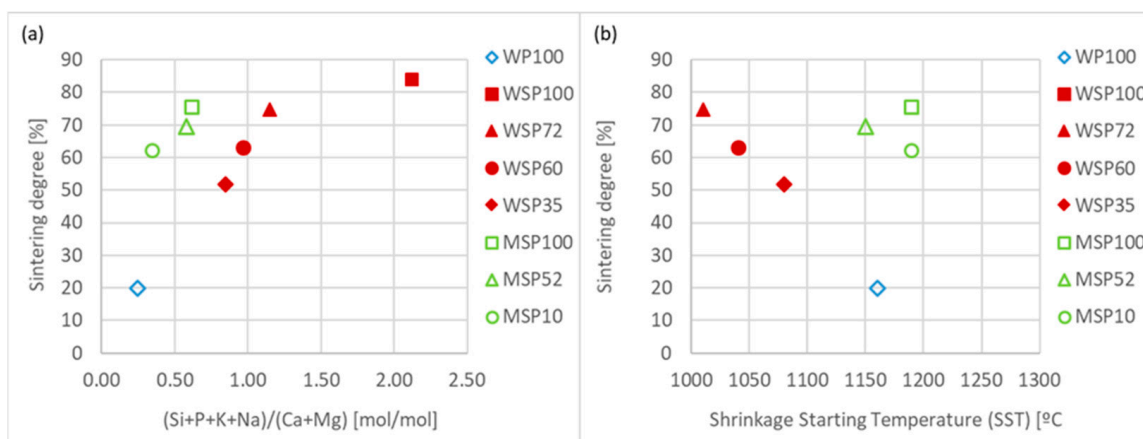 (a)
90
80
70
60
50
40
30
20
10
0
Sintering degree [%]
0.00 0.50 1.00 1.50 2.00 2.50
(Si+P+K+Na)/(Ca+Mg) [mol/mol]
WP100
WSP100
WSP72
WSP60
WSP35
MSP100
MSP52
MSP10
(b)
90
80
70
60
50
40
30
20
10
0
Sintering degree [%]
1000 1050 1100 1150 1200 1250 1300
Shrinkage Starting Temperature (SST) [ºC
WP100
WSP100
WSP72
WSP60
WSP35
MSP100
MSP52
MSP10